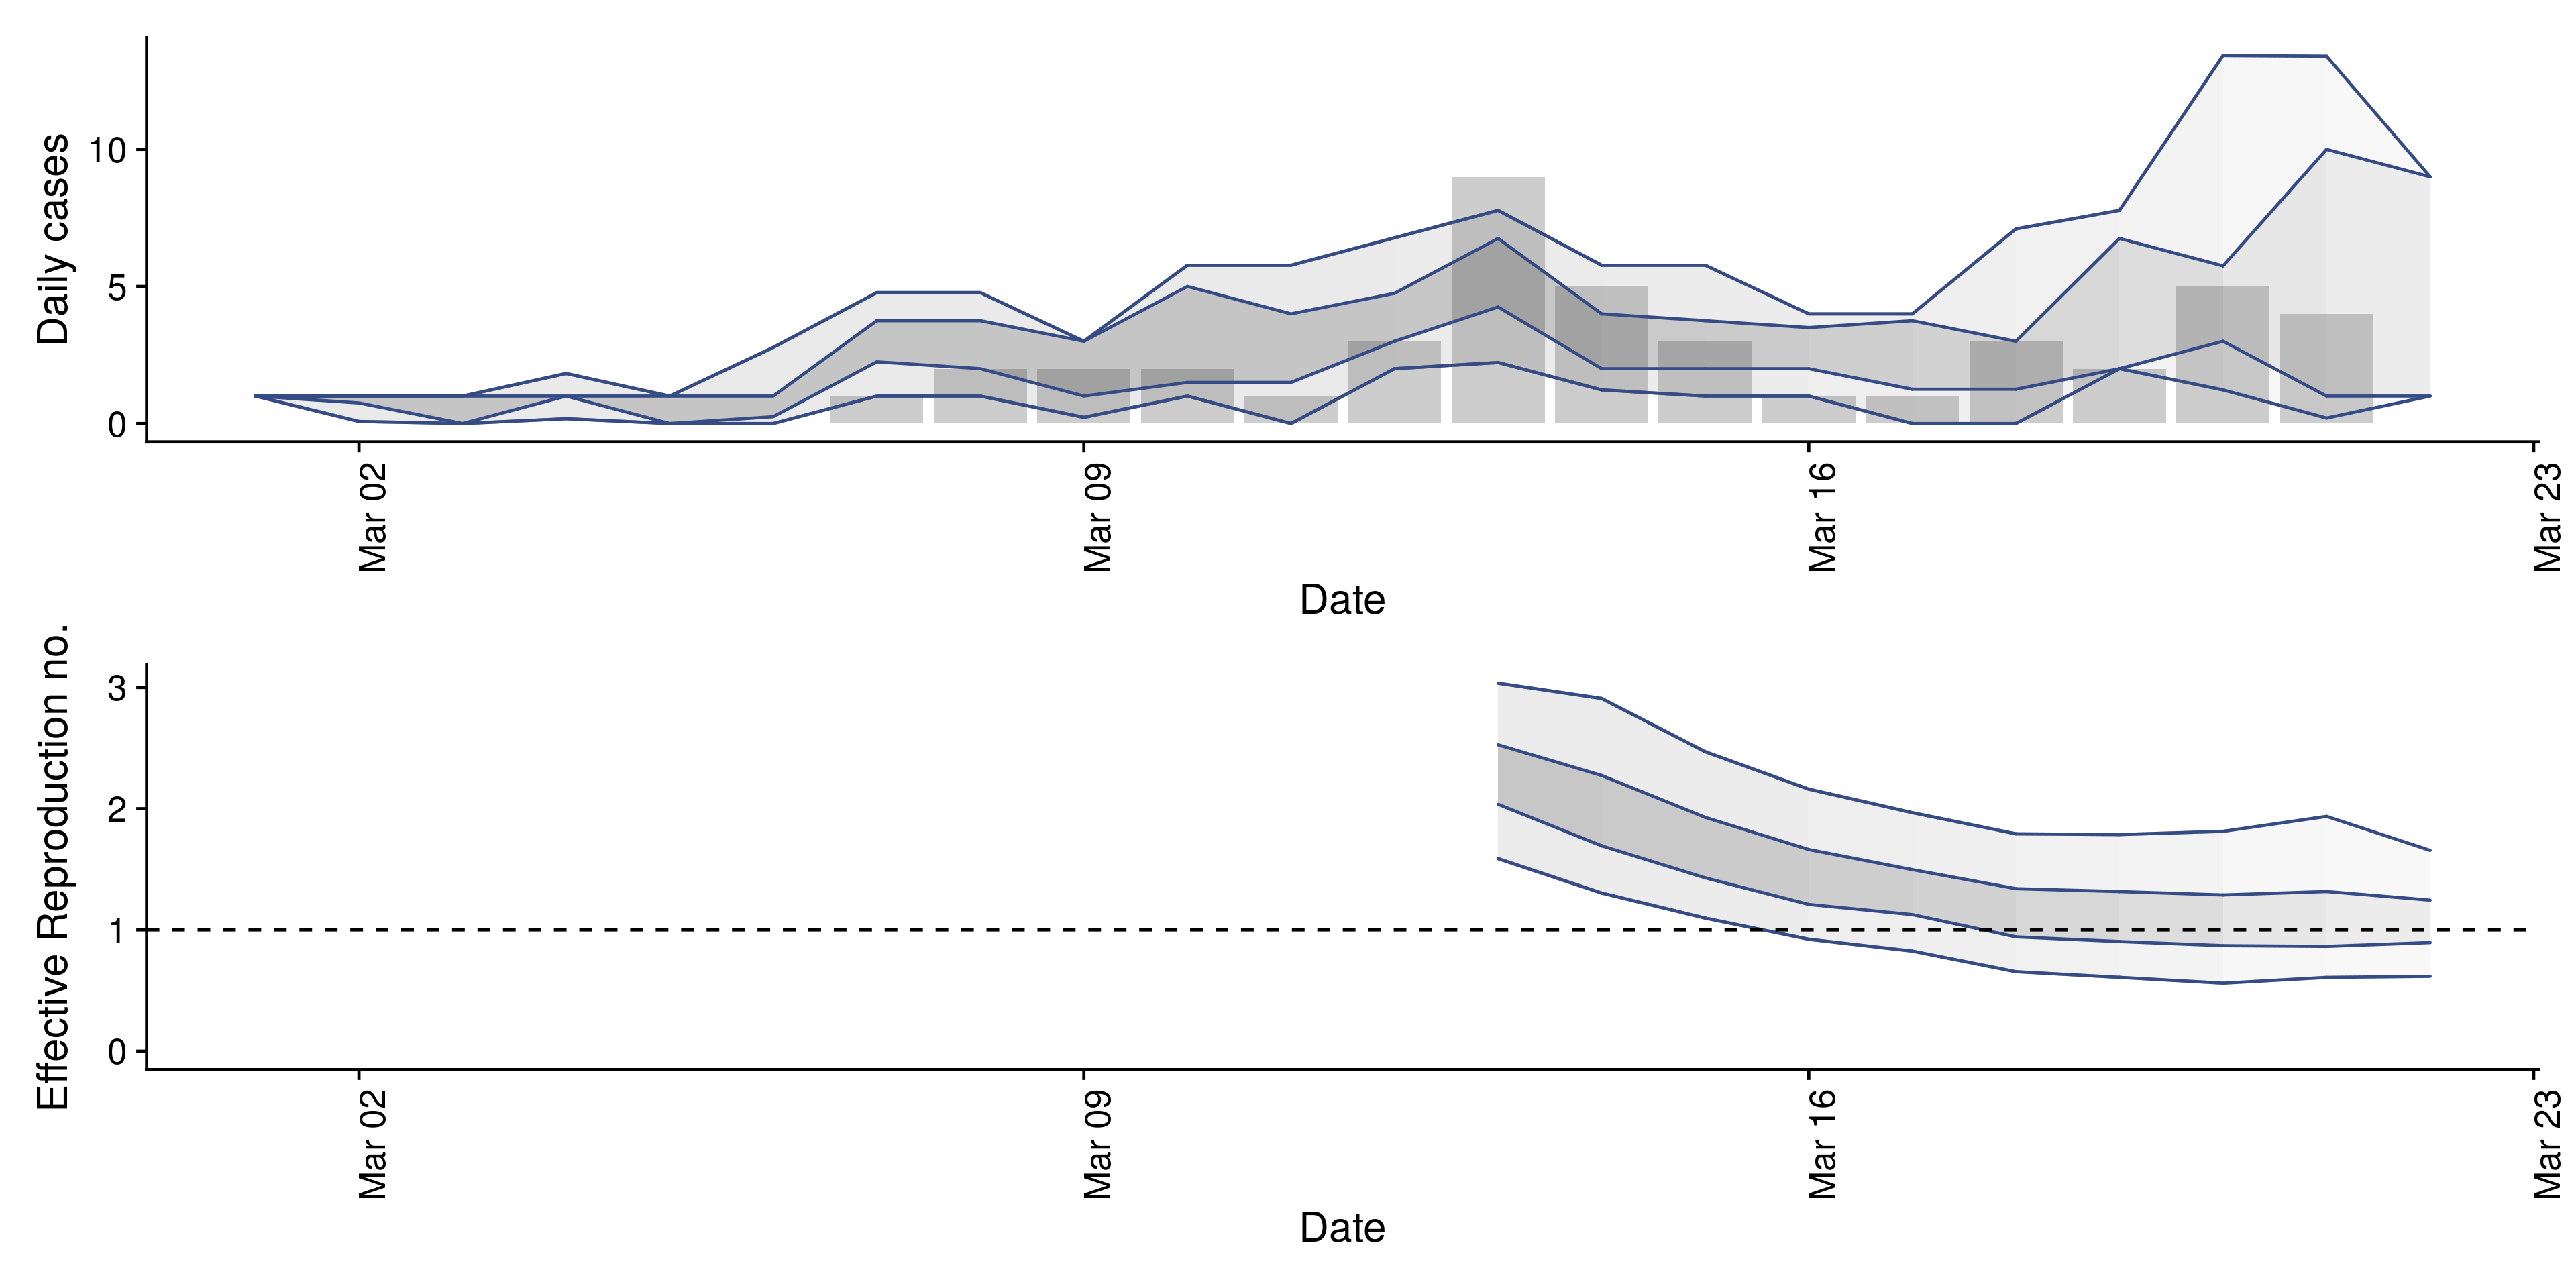 Daily cases
10
5
0
Mar 02
Mar 09
Mar 16
Mar 23
Date
Effective Reproduction no.
3
2
1
0
Mar 02
Mar 09
Mar 16
Mar 23
Date